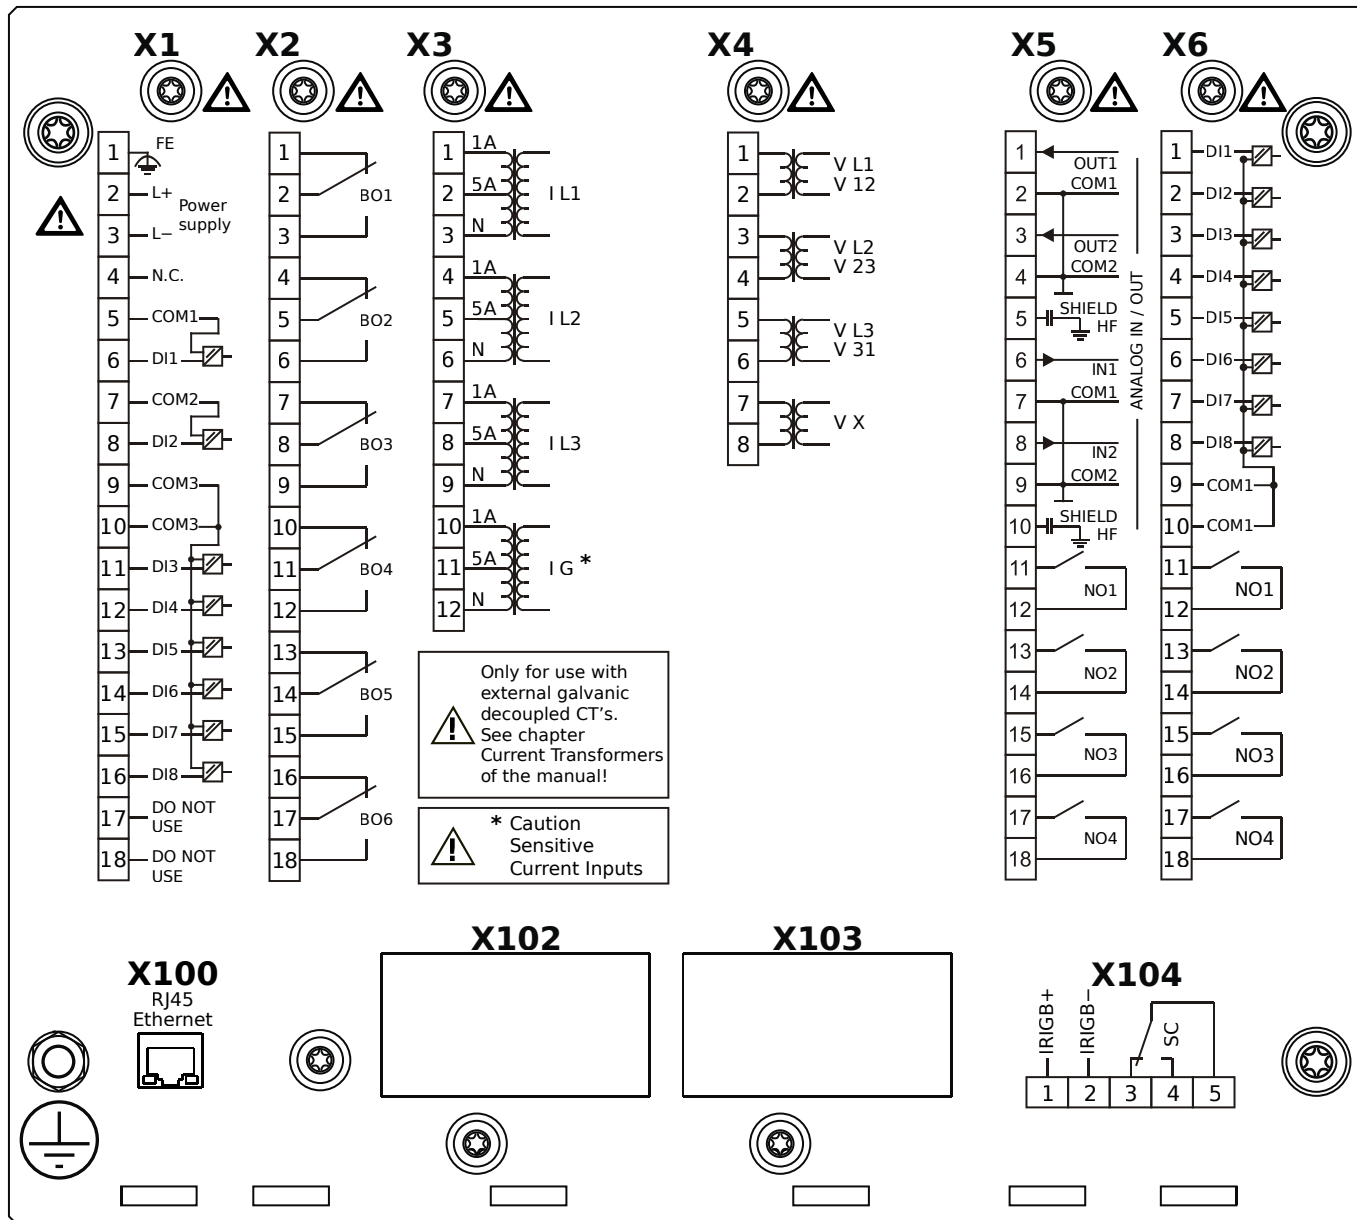 X1
X2
X3
X4
X5
X6
1 FE
2 L+ Power
supply
3 L−
4 N.C.
5 COM1
6 DI1
7 COM2
8 DI2
9 COM3
10 COM3
11 DI3
12 DI4
13 DI5
14 DI6
15 DI7
16 DI8
17 DO NOT
USE
18 DO NOT
USE
1
2 BO1
3
4
5 BO2
6
7
8 BO3
9
10
11 BO4
12
13
14 BO5
15
16
17 BO6
18
1 1A
2 5A I L1
3 N
4 1A
5 5A I L2
6 N
7 1A
8 5A I L3
9 N
10 1A
11 5A I G *
12 N
Only for use with
external galvanic
decoupled CT's.
See chapter
Current Transformers
of the manual!
* Caution
Sensitive
Current Inputs
1 V L1
2 V 12
3 V L2
4 V 23
5 V L3
6 V 31
7 V X
8
1 OUT1
2 COM1
3 OUT2
4 COM2
5 SHIELD
HF
6 IN1
7 COM1
8 IN2
9 COM2
10 SHIELD
HF
ANALOG IN / OUT
11 NO1
12
13 NO2
14
15 NO3
16
17 NO4
18
1 DI1
2 DI2
3 DI3
4 DI4
5 DI5
6 DI6
7 DI7
8 DI8
9 COM1
10 COM1
11 NO1
12
13 NO2
14
15 NO3
16
17 NO4
18
X100
RJ45
Ethernet
X102
X103
X104
IRIGB+
IRIGB−
SC
1 2 3 4 5